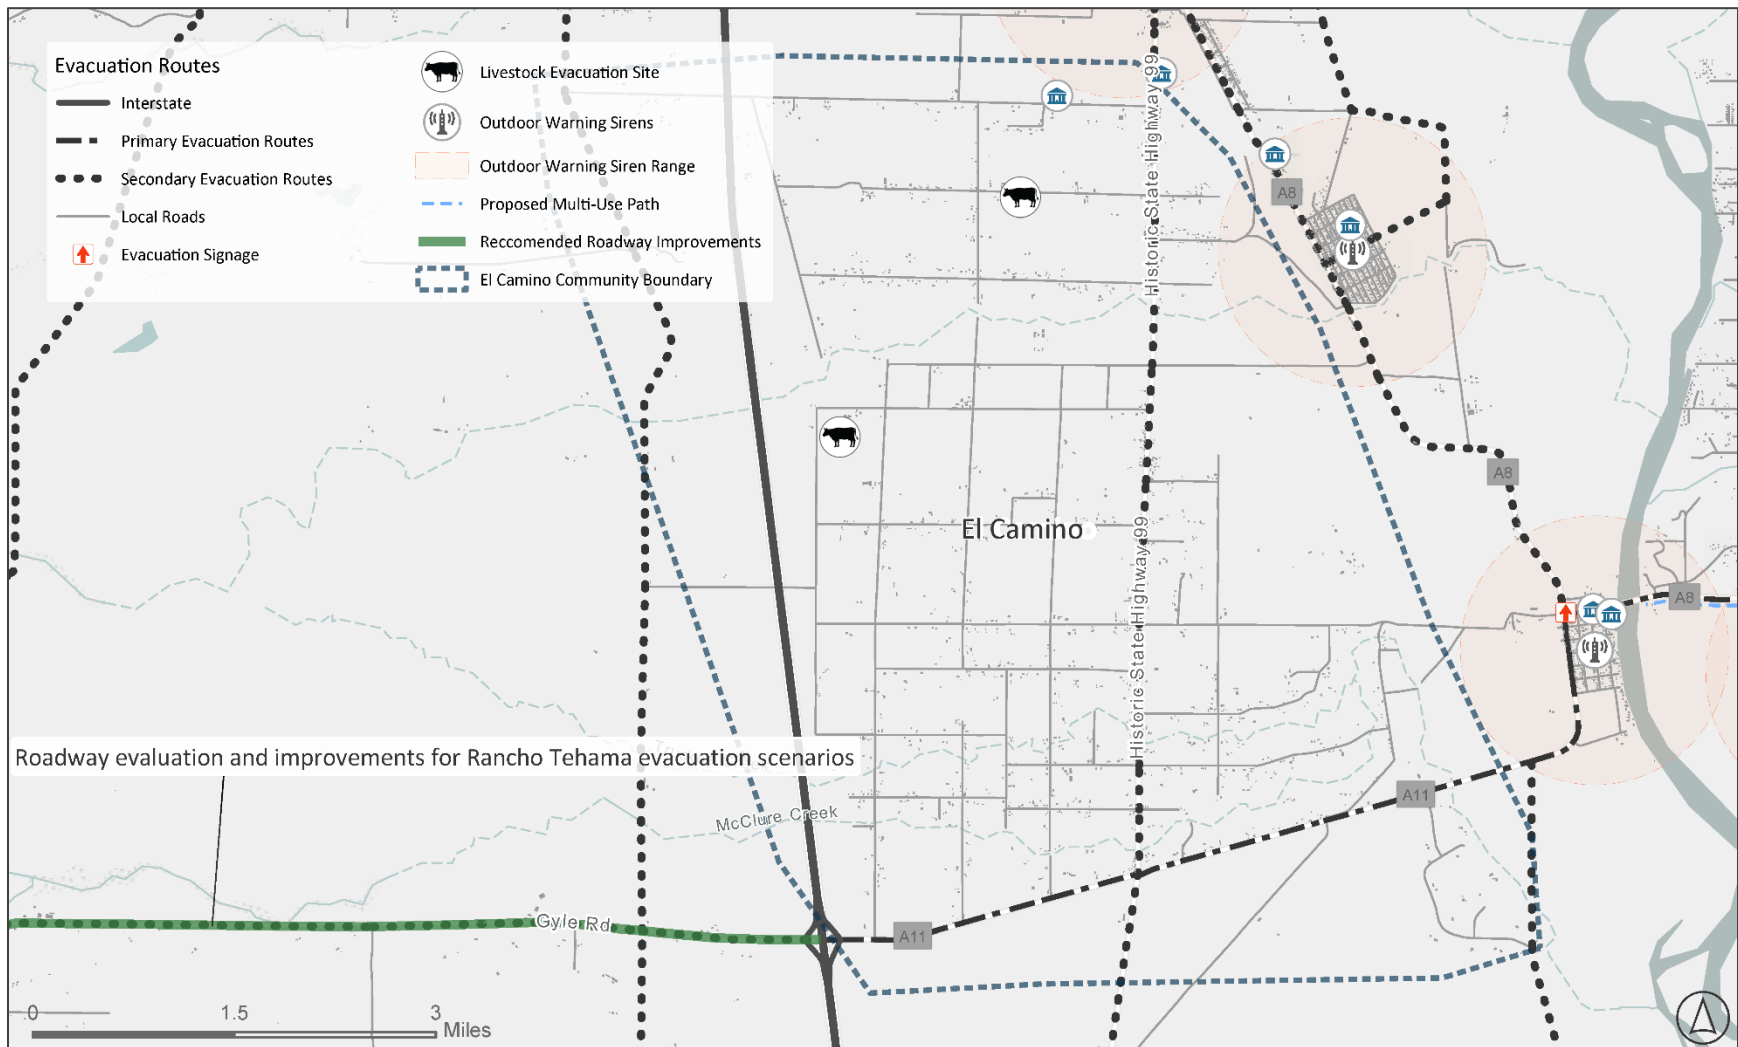 Evacuation Routes
Interstate
Primary Evacuation Routes
Secondary Evacuation Routes
Local Roads
Evacuation Signage
Livestock Evacuation Site
Outdoor Warning Sirens
Outdoor Warning Siren Range
Proposed Multi-Use Path
Reccomended Roadway Improvements
El Camino Community Boundary
Historic State Highway 99
A8
A8
El Camino
Historic State Highway 99
A8
Roadway evaluation and improvements for Rancho Tehama evacuation scenarios
A11
McClure Creek
Gyle Rd
A11
0 1.5 3
Miles